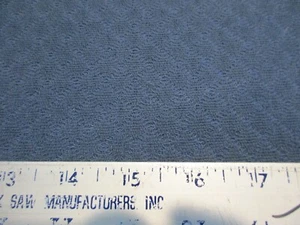 13 14 15 16 17
K SAW MANUFACTURERS INC